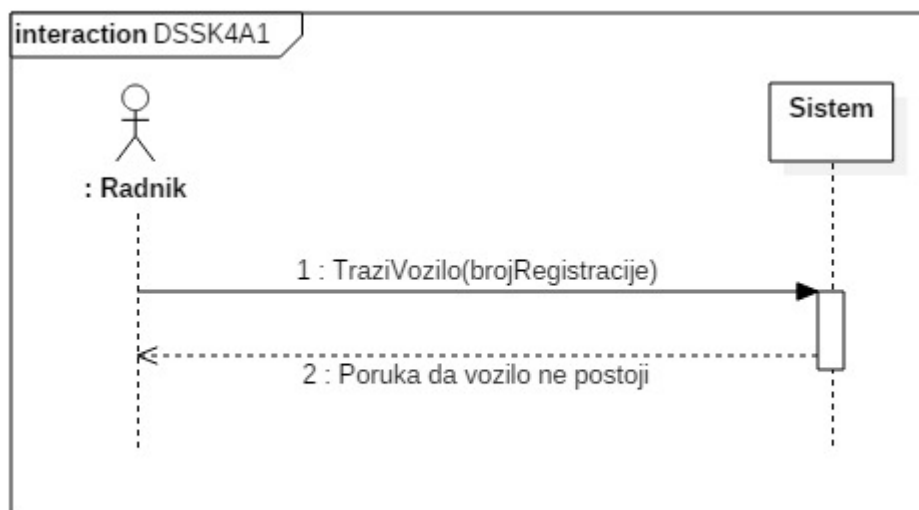 interaction DSSK4A1
Sistem
: Radnik
1 : TraziVozilo(brojRegistracije)
2 : Poruka da vozilo ne postoji